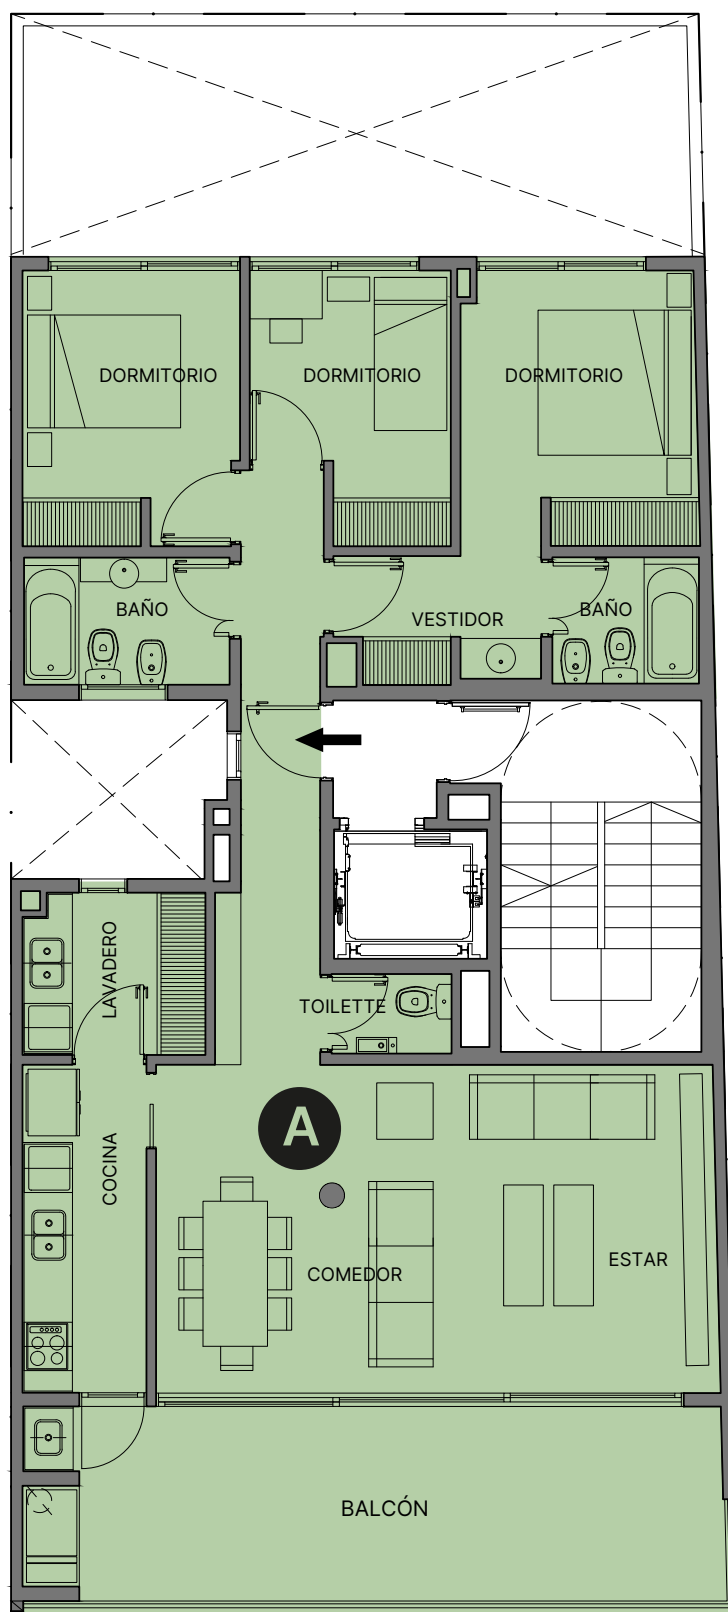 DORMITORIO
DORMITORIO
DORMITORIO
BAÑO
VESTIDOR
BAÑO
LAVADERO
TOILETTE
A
COCINA
COMEDOR
ESTAR
BALCÓN